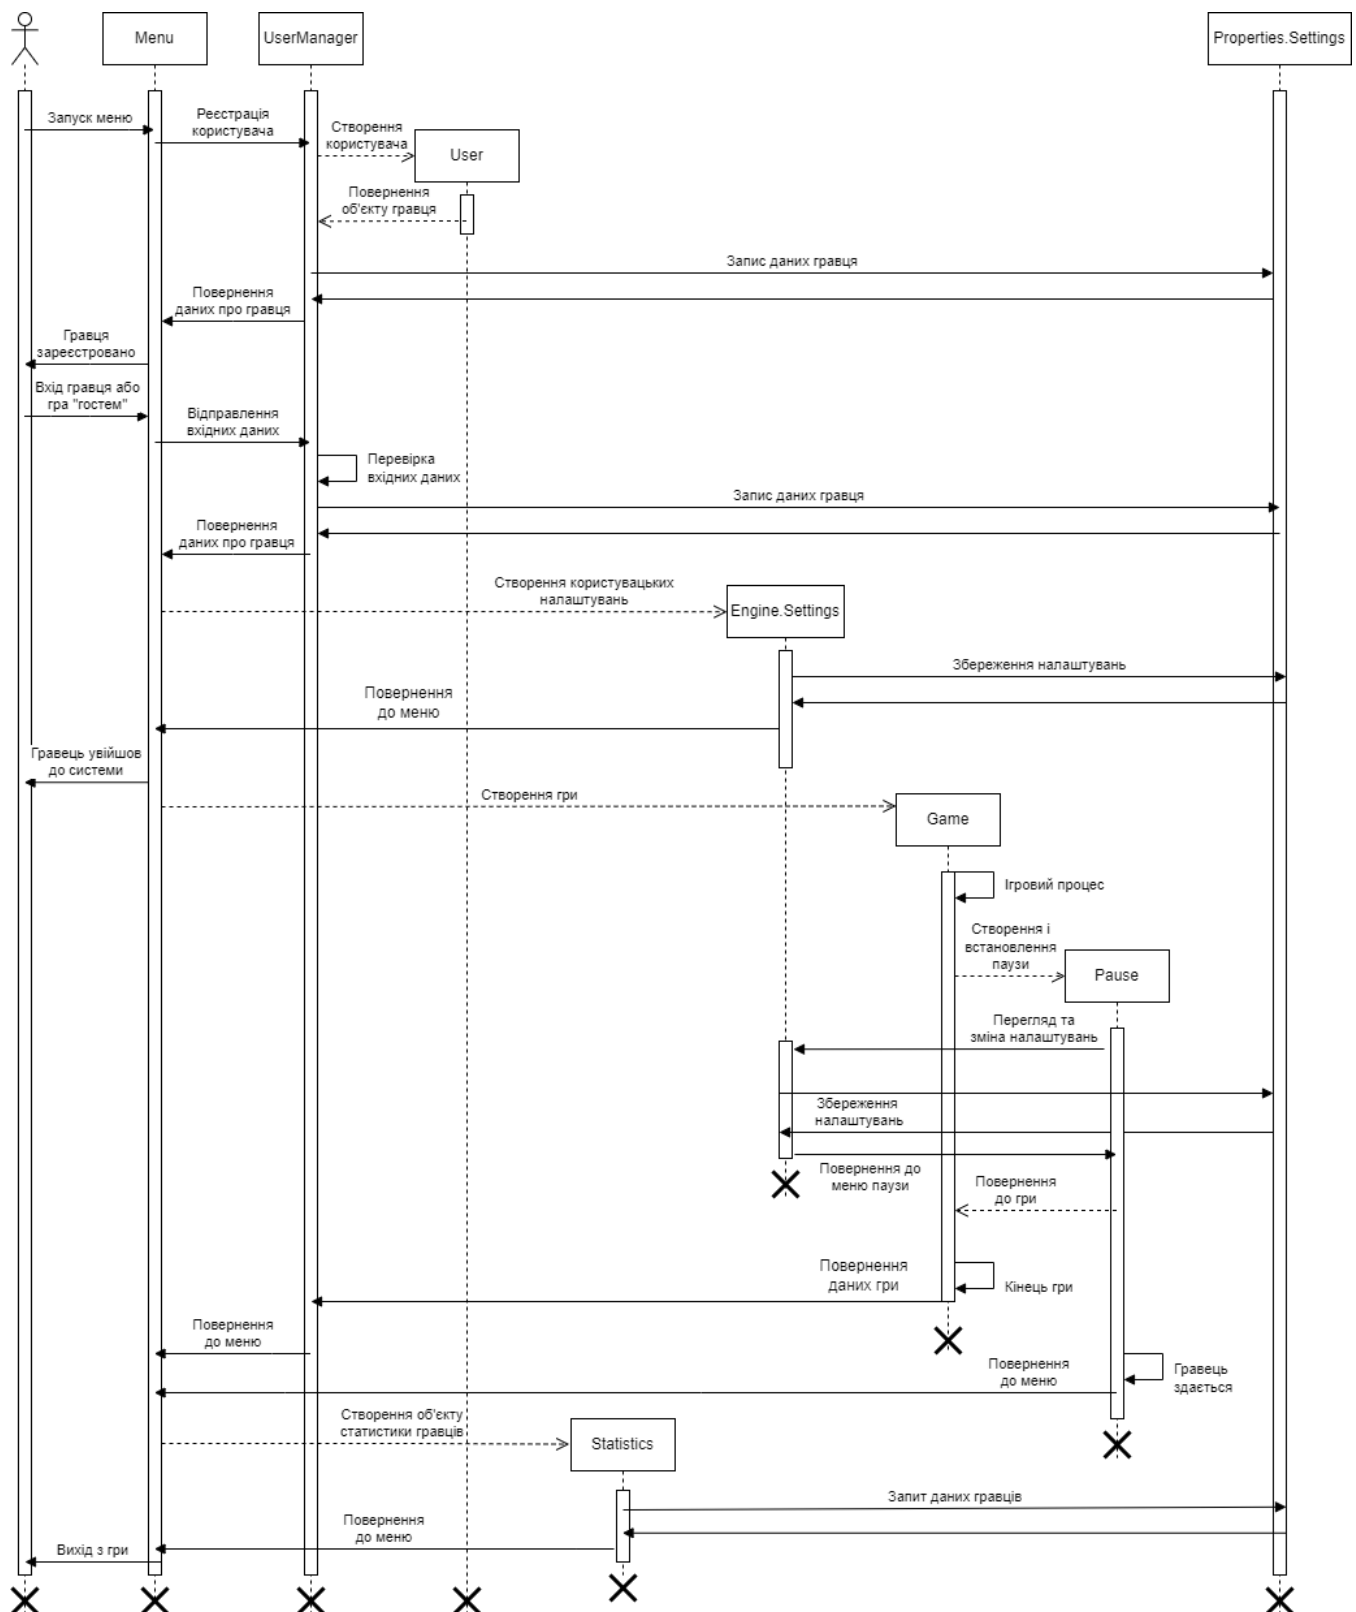 Menu
UserManager
Properties.Settings
Запуск меню
Реєстрація
користувача
Створення
користувача
User
Повернення
об'єкту гравця
Запис даних гравця
Повернення
даних про гравця
Гравця
зареєстровано
Вхід гравця або
гра "гостем"
Відправлення
вхідних даних
Перевірка
вхідних даних
Запис даних гравця
Повернення
даних про гравця
Створення користувацьких
налаштувань
Engine.Settings
Збереження налаштувань
Повернення
до меню
Гравець увійшов
до системи
Створення гри
Game
Ігровий процес
Створення і
встановлення
паузи
Pause
Перегляд та
зміна налаштувань
Збереження
налаштувань
Повернення до
меню паузи
Повернення
до гри
Повернення
даних гри
Кінець гри
Повернення
до меню
Повернення
до меню
Гравець
здається
Створення об'єкту
статистики гравців
Statistics
Запит даних гравців
Повернення
до меню
Вихід з гри